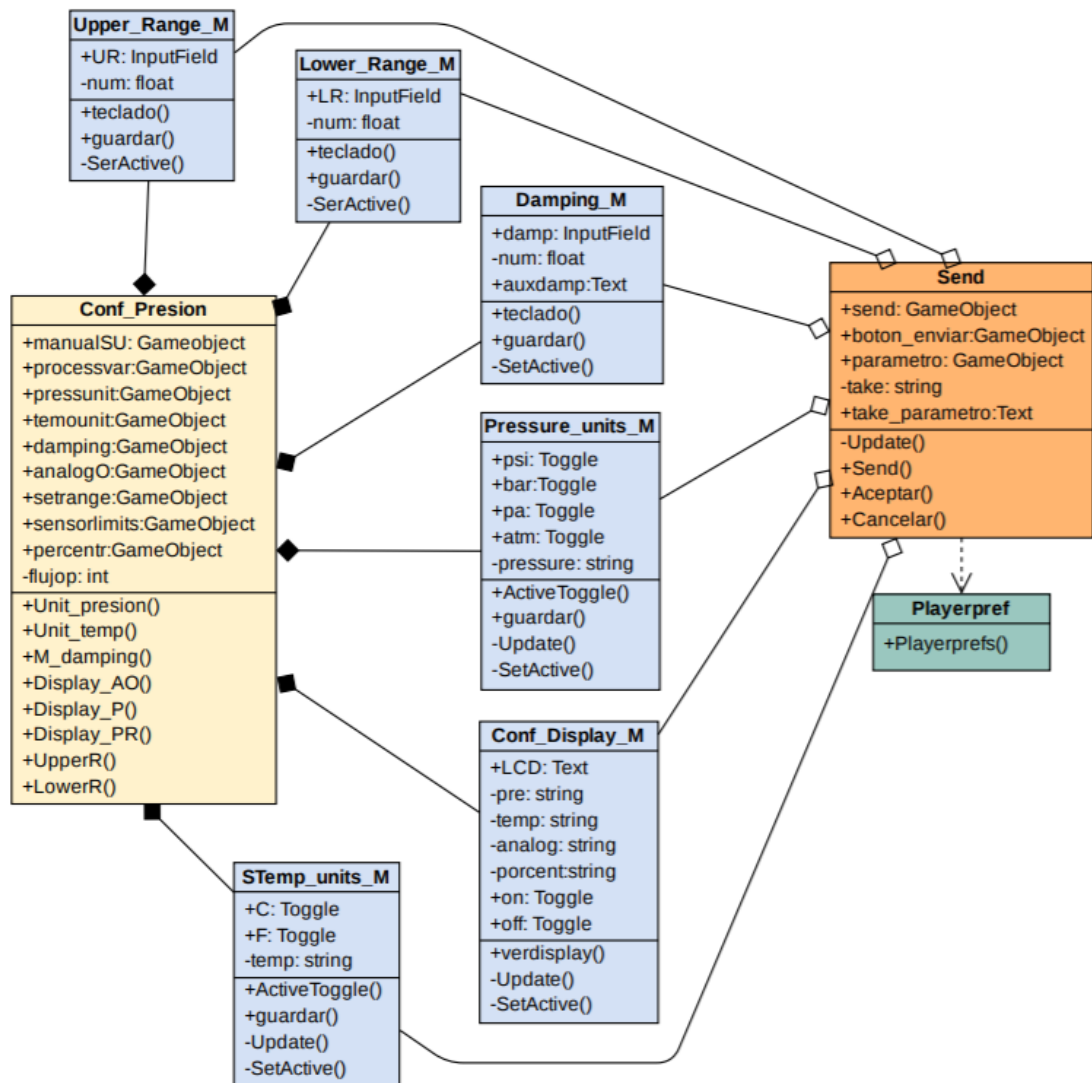 Upper_Range_M
+UR: InputField
-num: float
+teclado()
+guardar()
-SerActive()
Lower_Range_M
+LR: InputField
-num: float
+teclado()
+guardar()
-SerActive()
Damping_M
+damp: InputField
-num: float
+auxdamp:Text
+teclado()
+guardar()
-SetActive()
Send
+send: GameObject
+boton_enviar:GameObject
+parametro: GameObject
-take: string
+take_parametro:Text
-Update()
+Send()
+Aceptar()
+Cancelar()
Conf_Presion
+manualSU: Gameobject
+processvar:GameObject
+pressunit:GameObject
+temounit:GameObject
+damping:GameObject
+analogO:GameObject
+setrange:GameObject
+sensorlimits:GameObject
+percentr:GameObject
-flujop: int
+Unit_presion()
+Unit_temp()
+M_damping()
+Display_AO()
+Display_P()
+Display_PR()
+UpperR()
+LowerR()
Pressure_units_M
+psi: Toggle
+bar:Toggle
+pa: Toggle
+atm: Toggle
-pressure: string
+ActiveToggle()
+guardar()
-Update()
-SetActive()
Playerpref
+Playerprefs()
Conf_Display_M
+LCD: Text
-pre: string
-temp: string
-analog: string
-porcent:string
+on: Toggle
+off: Toggle
+verdisplay()
-Update()
-SetActive()
STemp_units_M
+C: Toggle
+F: Toggle
-temp: string
+ActiveToggle()
+guardar()
-Update()
-SetActive()